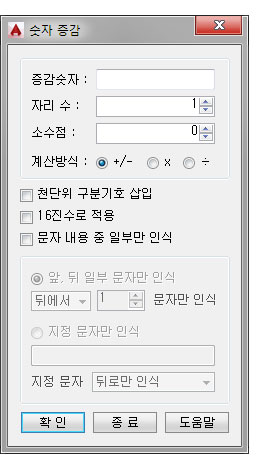 숫자 증감
증감숫자 :
자리 수 : 1
소수점 : 0
계산방식 : +/- x ÷
천단위 구분기호 삽입
16진수로 적용
문자 내용 중 일부만 인식
앞, 뒤 일부 문자만 인식
뒤에서 1 문자만 인식
지정 문자만 인식
지정 문자 뒤로만 인식
확 인 종 료 도움말